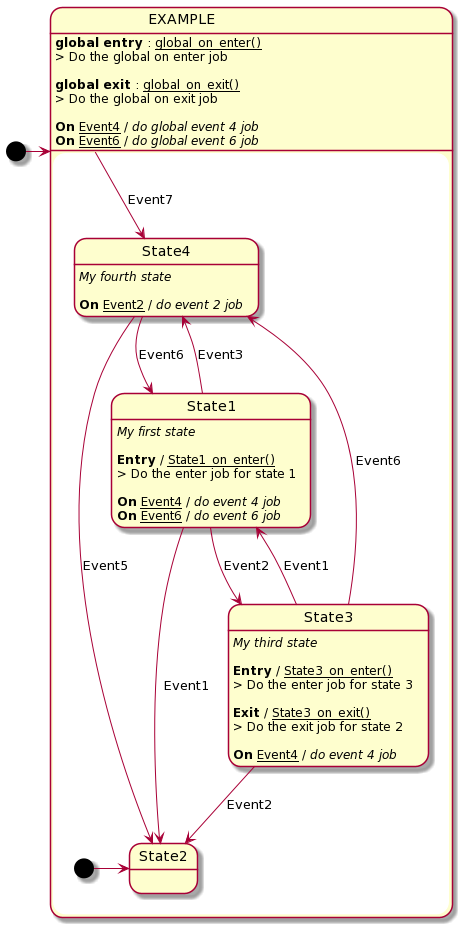 EXAMPLE
global entry : global_on_enter()
> Do the global on enter job
global exit : global_on_exit()
> Do the global on exit job
On Event4 / do global event 4 job
On Event6 / do global event 6 job
Event7
State4
My fourth state
On Event2 / do event 2 job
Event6
Event3
State1
My first state
Entry / State1_on_enter()
> Do the enter job for state 1
On Event4 / do event 4 job
On Event6 / do event 6 job
Event6
Event5
Event2
Event1
State3
My third state
Entry / State3_on_enter()
> Do the enter job for state 3
Exit / State3_on_exit()
> Do the exit job for state 2
On Event4 / do event 4 job
Event1
Event2
State2